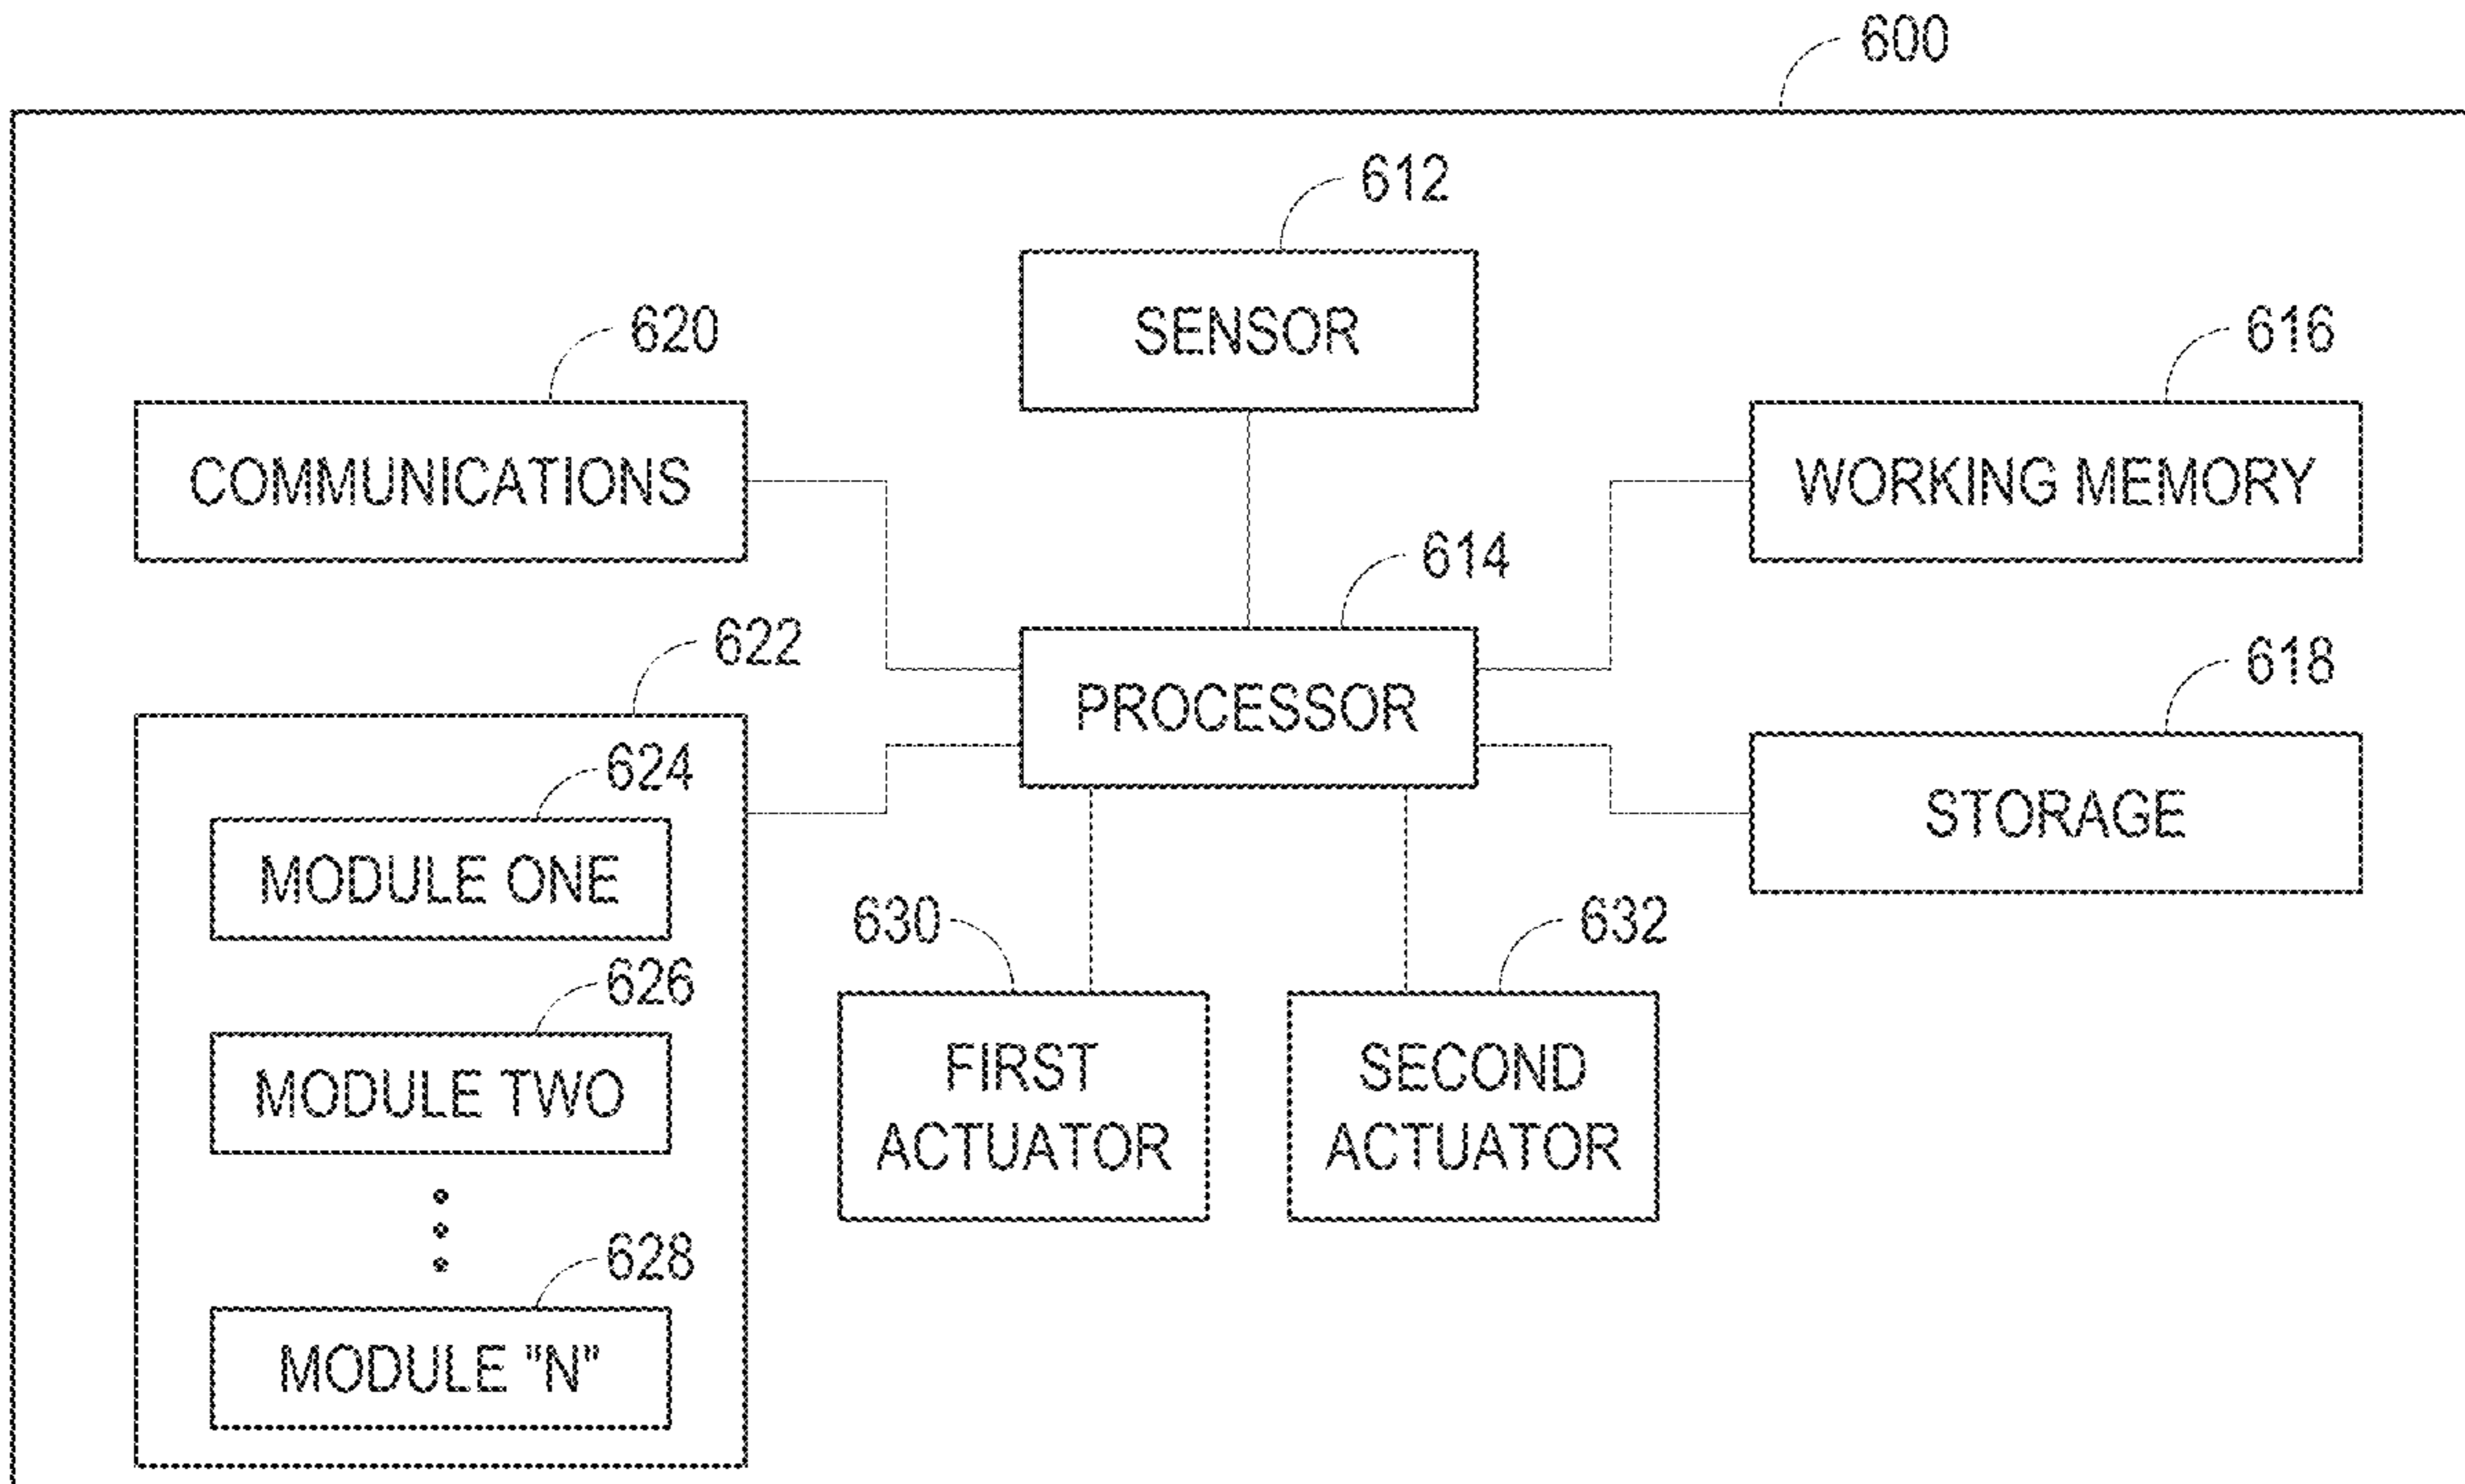 600
612
SENSOR
620
616
COMMUNICATIONS
WORKING MEMORY
614
622
618
PROCESSOR
624
STORAGE
MODULE ONE
630
632
626
FIRST
ACTUATOR
SECOND
ACTUATOR
MODULE TWO
628
MODULE "N"